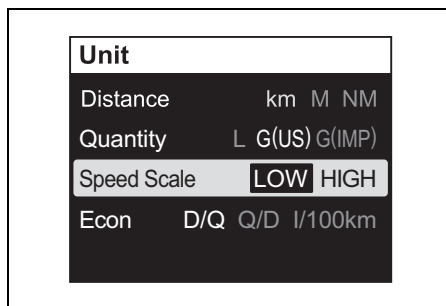 Unit
Distance km M NM
Quantity L G(US) G(IMP)
Speed Scale LOW HIGH
Econ D/Q Q/D l/100km